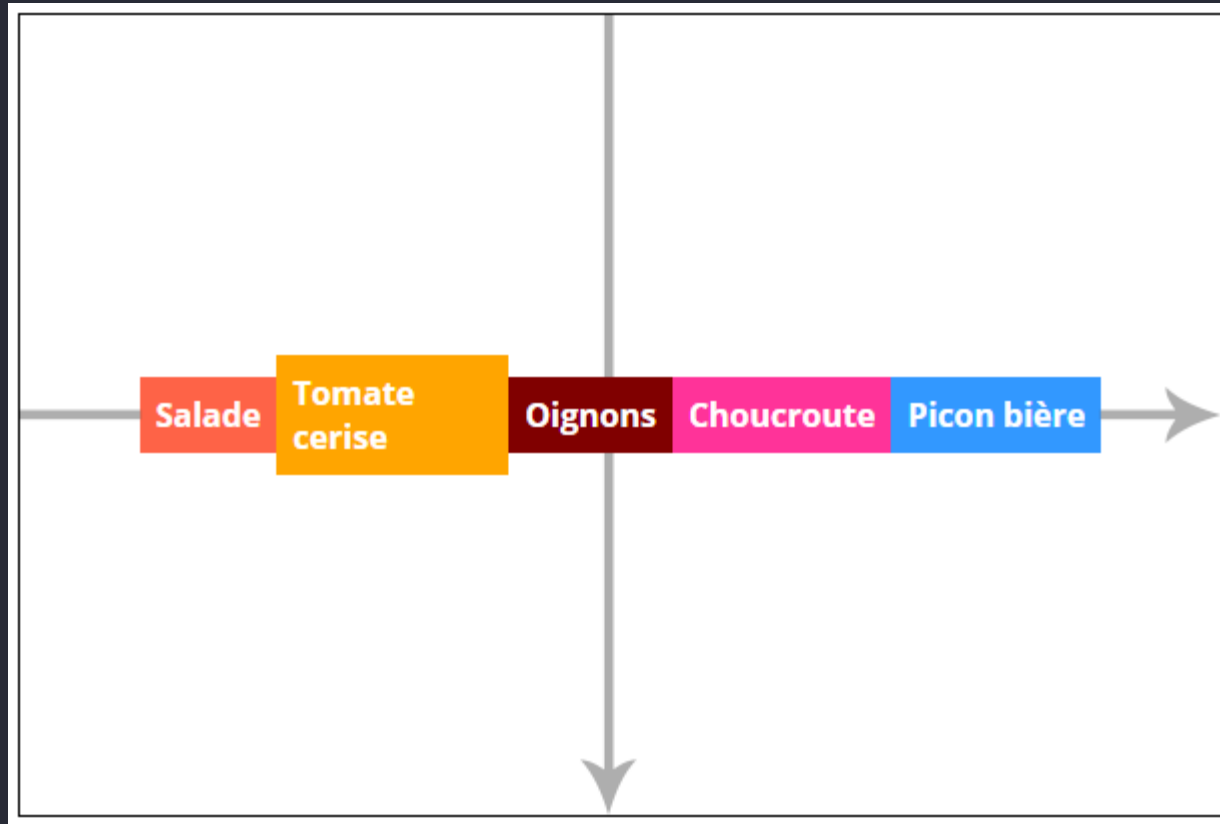 Salade
Tomate
cerise
Oignons
Choucroute
Picon bière